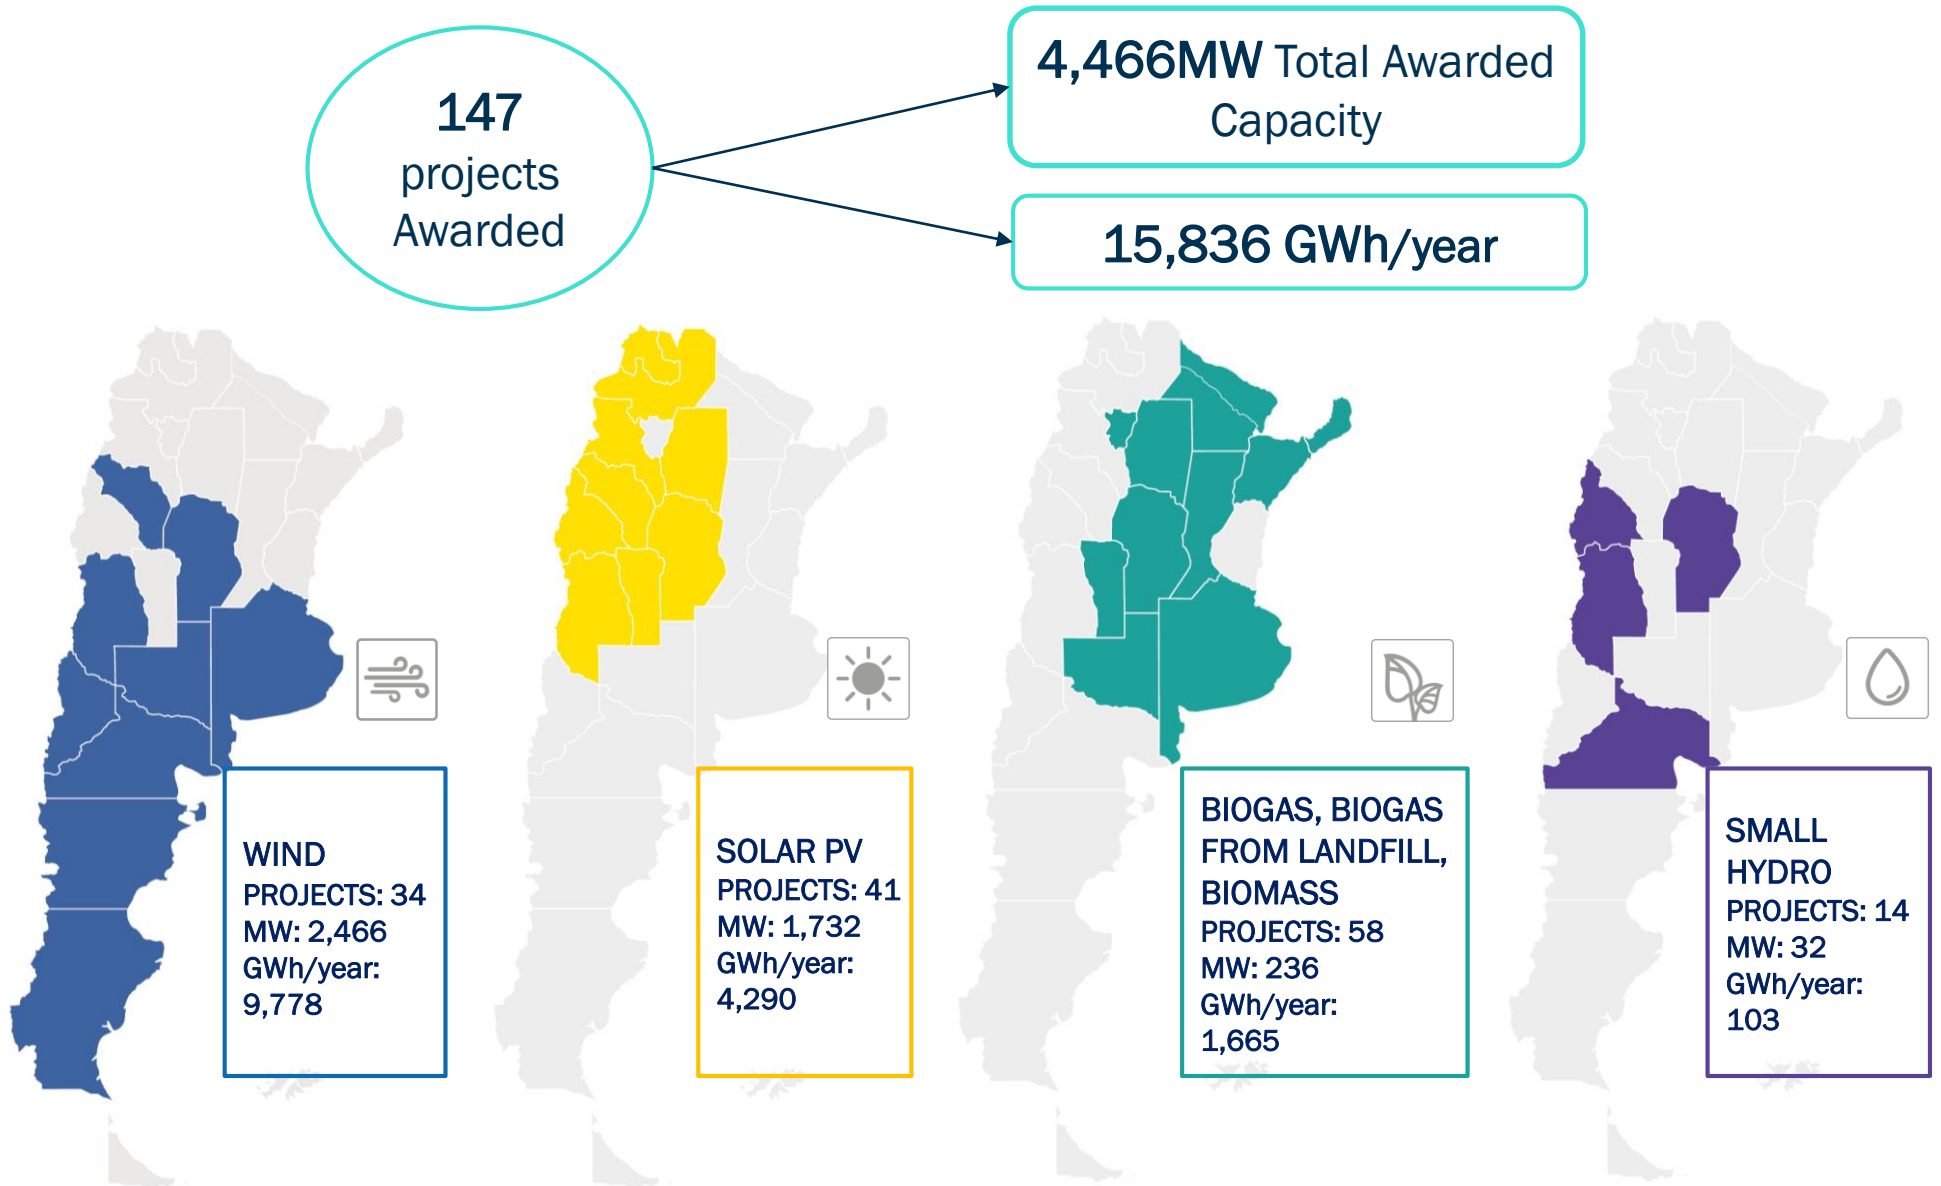 147
projects
Awarded
4,466MW Total Awarded
Capacity
15,836 GWh/year
WIND
PROJECTS: 34
MW: 2,466
GWh/year:
9,778
SOLAR PV
PROJECTS: 41
MW: 1,732
GWh/year:
4,290
BIOGAS, BIOGAS
FROM LANDFILL,
BIOMASS
PROJECTS: 58
MW: 236
GWh/year:
1,665
SMALL
HYDRO
PROJECTS: 14
MW: 32
GWh/year:
103